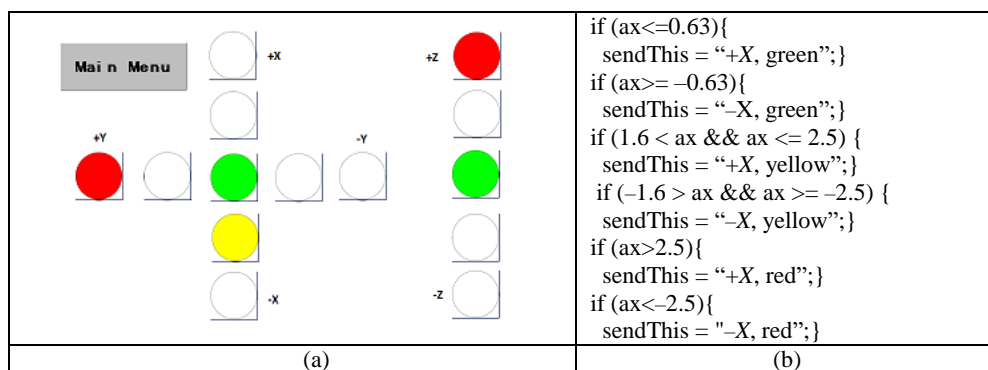 +X
+Z
Main Menu
+Y
-Y
-X
-Z
(a)
if (ax<=0.63){
sendThis = “+X, green”;}
if (ax>= –0.63){
sendThis = “–X, green”;}
if (1.6 < ax && ax <= 2.5) {
sendThis = “+X, yellow”;}
if (–1.6 > ax && ax >= –2.5) {
sendThis = “–X, yellow”;}
if (ax>2.5){
sendThis = “+X, red”;}
if (ax<–2.5){
sendThis = "–X, red”;}
(b)